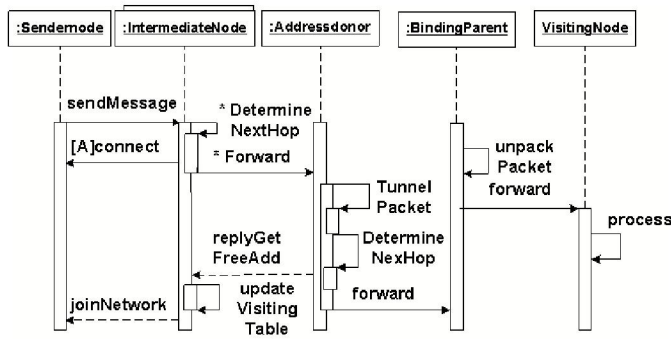 :Sendernode
:IntermediateNode
:Addressdonor
:BindingParent
VisitingNode
sendMessage
* Determine
NextHop
[A]connect
* Forward
unpack
Packet
forward
Tunnel
Packet
process
replyGet
FreeAdd
Determine
NexHop
joinNetwork
update
Visiting
Table
forward